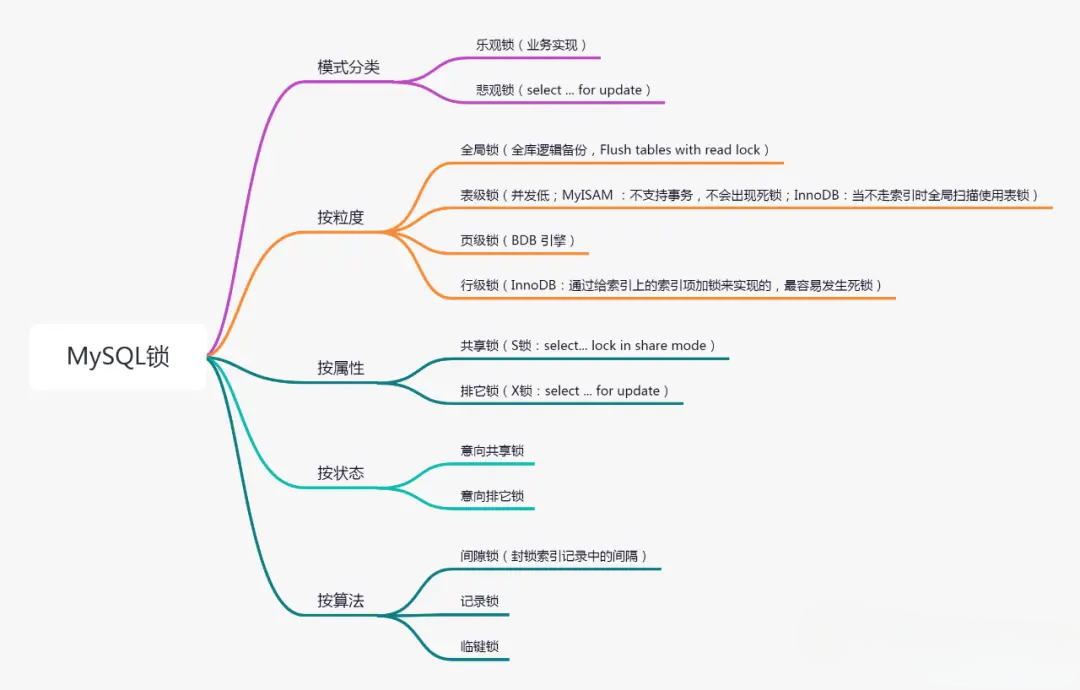 MySQL锁
模式分类
乐观锁（业务实现）
悲观锁（select ... for update）
按粒度
全局锁（全库逻辑备份，Flush tables with read lock）
表级锁（并发低；MyISAM ：不支持事务，不会出现死锁；InnoDB：当不走索引时全局扫描使用表锁）
页级锁（BDB 引擎）
行级锁（InnoDB：通过给索引上的索引项加锁来实现的，最容易发生死锁）
按属性
共享锁（S锁：select... lock in share mode）
排它锁（X锁：select ... for update）
按状态
意向共享锁
意向排它锁
按算法
间隙锁（封锁索引记录中的间隔）
记录锁
临键锁